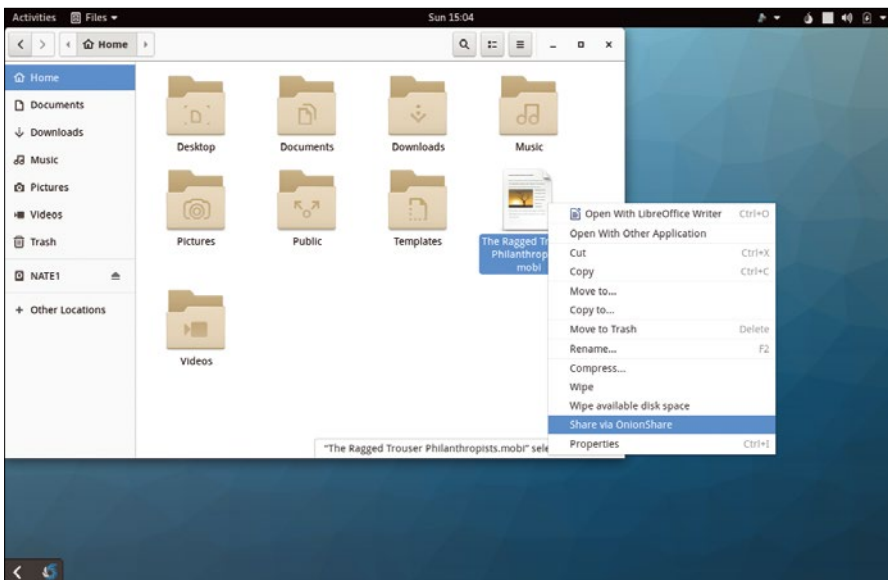 Activities Files Sun 15:04
Home
Home
Documents
Downloads
Music
Pictures
Videos
Trash
NATE1
+ Other Locations
Desktop Documents Downloads Music
Pictures Public Templates The Ragged Tr
Philanthrop
mobi
Videos
Open With LibreOffice Writer Ctrl+O
Open With Other Application
Cut Ctrl+X
Copy Ctrl+C
Move to...
Copy to...
Move to Trash Delete
Rename... F2
Compress...
Wipe
Wipe available disk space
Share via OnionShare
Properties Ctrl+I
"The Ragged Trouser Philanthropists.mobi" sele